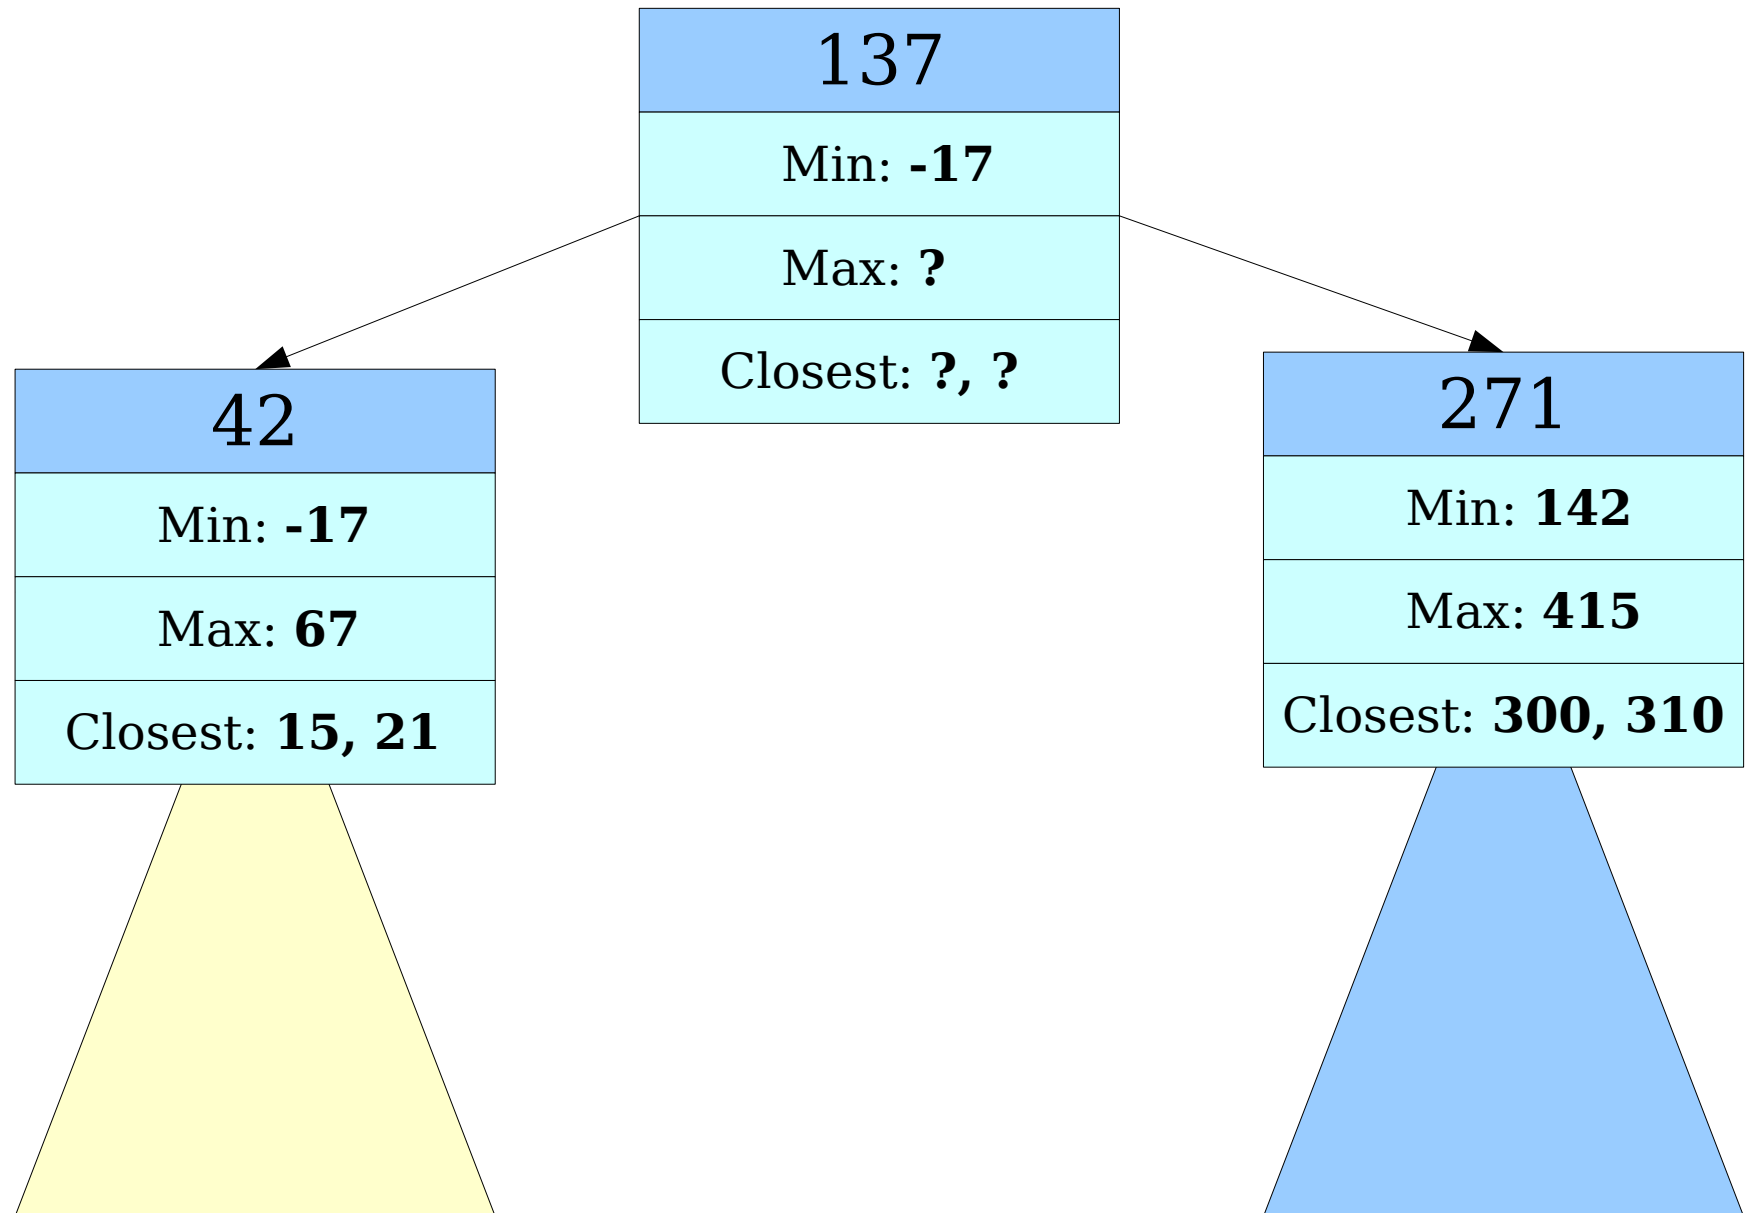 137
Min: -17
Max: ?
Closest: ?, ?
42
Min: -17
Max: 67
Closest: 15, 21
271
Min: 142
Max: 415
Closest: 300, 310